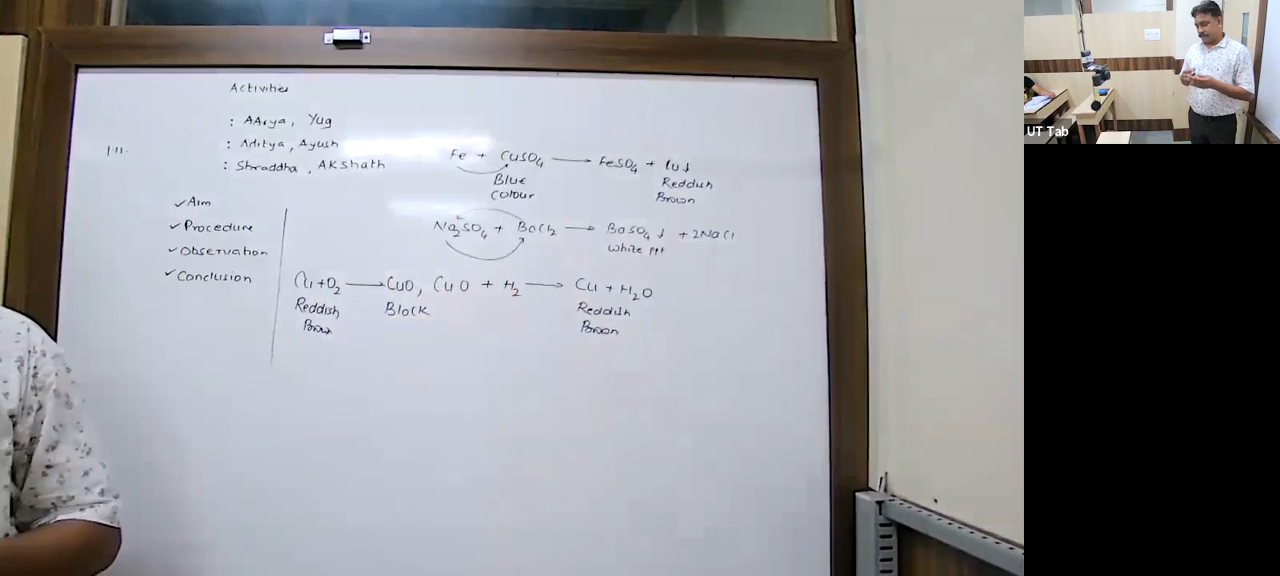 Activities
: AArya, Yug
1.11. : Aditya, Ayush
: Shraddha, AKshath
✓ Aim
✓ Procedure
✓ Observation
✓ Conclusion
Fe + CuSO4 → FeSO4 + Cu↓
Blue Colour
Reddish Brown
Na2SO4 + BaCl2 → BaSO4↓ + 2NaCl
White ppt
Cu+O2 → CuO, CuO + H2 → Cu + H2O
Reddish Black Reddish
Brown Brown
UT Tab